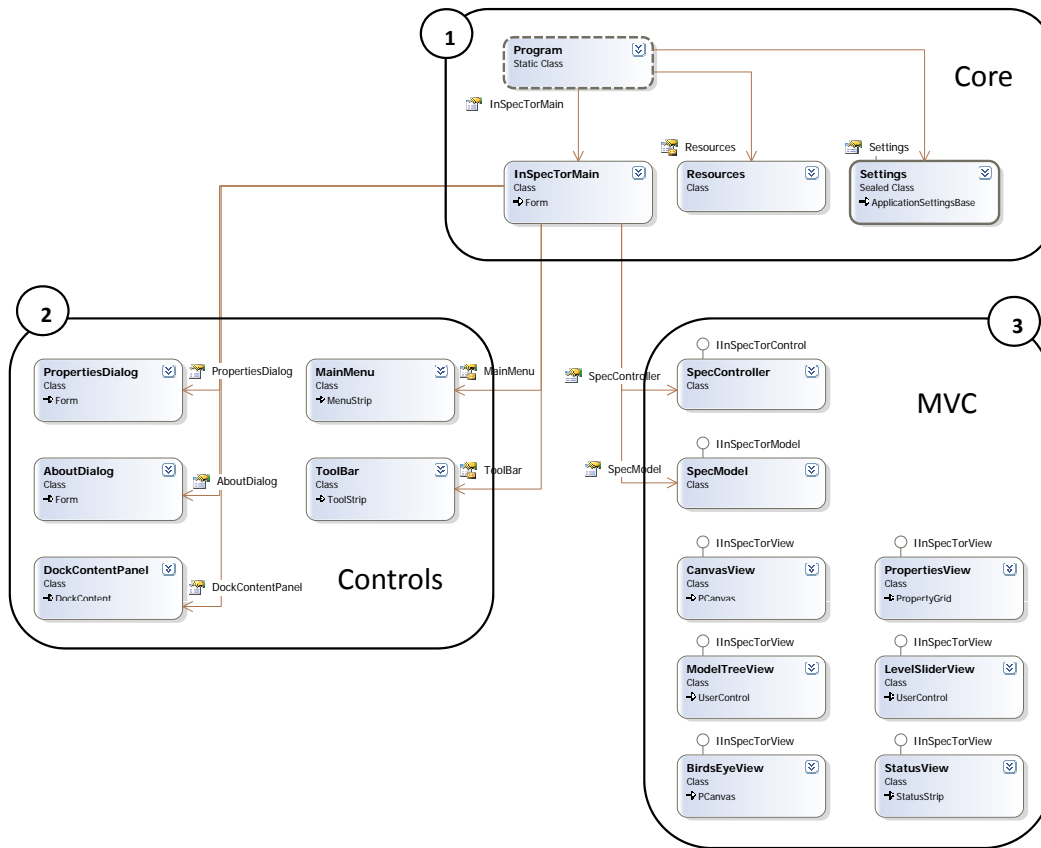 1
Program
Static Class
Core
InSpecTorMain
Resources
Settings
InSpecTorMain
Class
Form
Resources
Class
Settings
Sealed Class
ApplicationSettingsBase
2
PropertiesDialog
Class
Form
PropertiesDialog
MainMenu
Class
MenuStrip
MainMenu
AboutDialog
Class
Form
AboutDialog
ToolBar
Class
ToolStrip
ToolBar
DockContentPanel
Class
DockContent
DockContentPanel
Controls
3
MVC
IInSpecTorControl
SpecController
SpecController
Class
IInSpecTorModel
SpecModel
SpecModel
Class
IInSpecTorView
CanvasView
Class
PCanvas
IInSpecTorView
PropertiesView
Class
PropertyGrid
IInSpecTorView
ModelTreeView
Class
UserControl
IInSpecTorView
LevelSliderView
Class
UserControl
IInSpecTorView
BirdsEyeView
Class
PCanvas
IInSpecTorView
StatusView
Class
StatusStrip